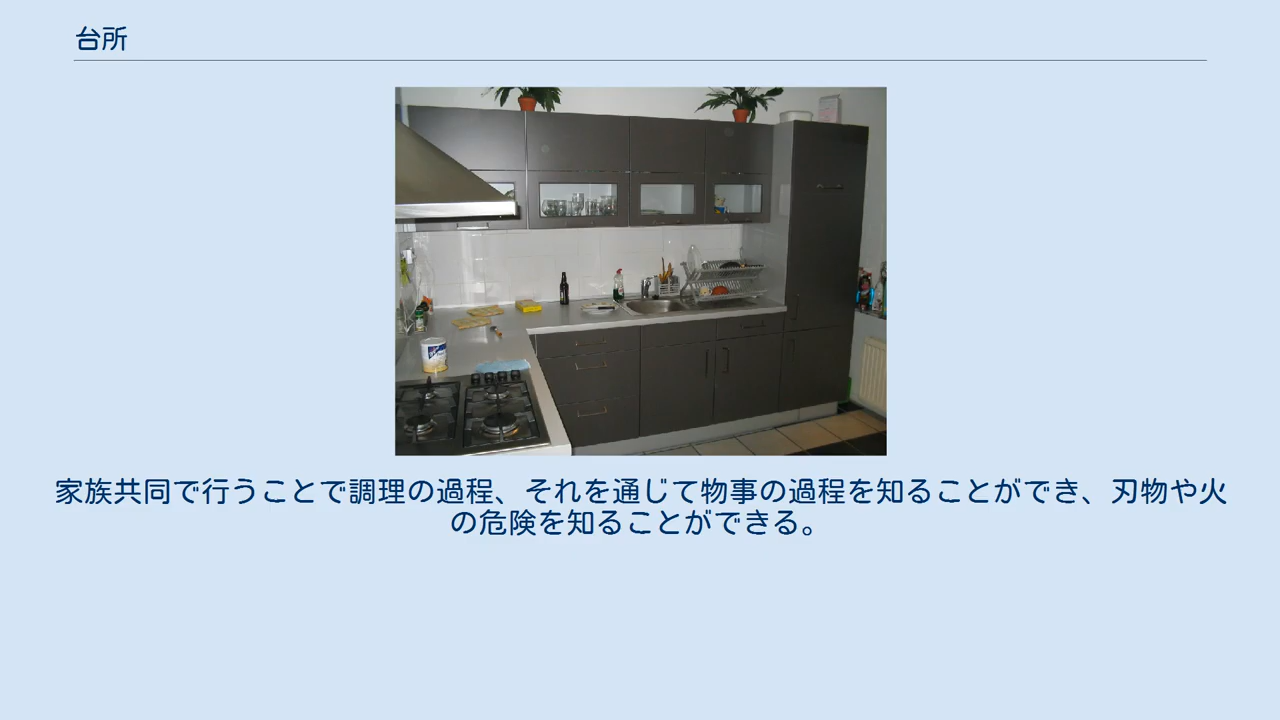 台所
家族共同で行うことで調理の過程、それを通じて物事の過程を知ることができ、刃物や火
の危険を知ることができる。